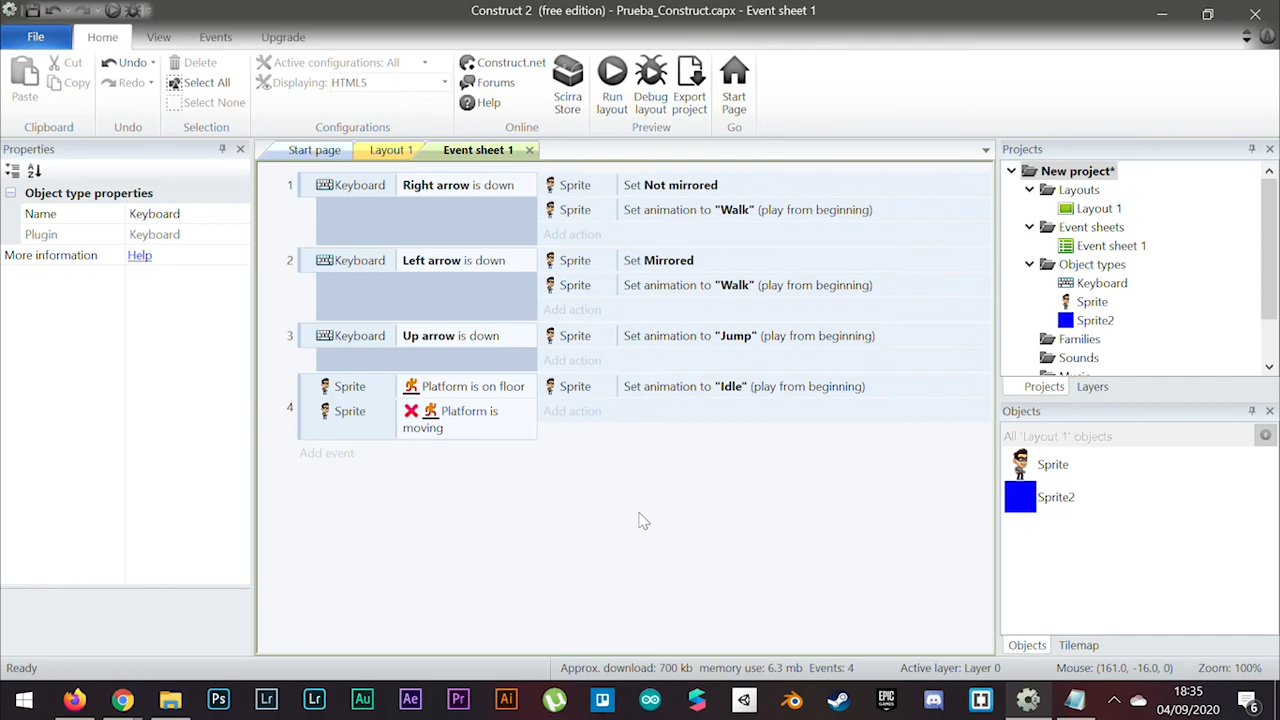 Construct 2 (free edition) - Prueba_Construct.capx - Event sheet 1
File Home View Events Upgrade
Paste
Cut
Copy
Clipboard
Undo
Redo
Undo
Delete
Select All
Select None
Selection
Active configurations: All
Displaying: HTML5
Configurations
Construct.net
Forums
Help
Scirra Store
Online
Run layout
Debug layout
Export project
Preview
Start Page
Go
Properties
Object type properties
Name Keyboard
Plugin Keyboard
More information Help
Start page Layout 1 Event sheet 1
1 Keyboard Right arrow is down Sprite Set Not mirrored
Sprite Set animation to "Walk" (play from beginning)
Add action
2 Keyboard Left arrow is down Sprite Set Mirrored
Sprite Set animation to "Walk" (play from beginning)
Add action
3 Keyboard Up arrow is down Sprite Set animation to "Jump" (play from beginning)
Add action
4 Sprite Platform is on floor Sprite Set animation to "Idle" (play from beginning)
Sprite Platform is moving
Add action
Add event
Projects
New project*
Layouts
Layout 1
Event sheets
Event sheet 1
Object types
Keyboard
Sprite
Sprite2
Families
Sounds
Projects Layers
Objects
All 'Layout 1' objects
Sprite
Sprite2
Objects Tilemap
Ready Approx. download: 700 kb memory use: 6.3 mb Events: 4 Active layer: Layer 0 Mouse: (161.0, -16.0, 0) Zoom: 100%
Ps Lr Lr Au Ae Pr Ai
EPIC GAMES
18:35
04/09/2020
6